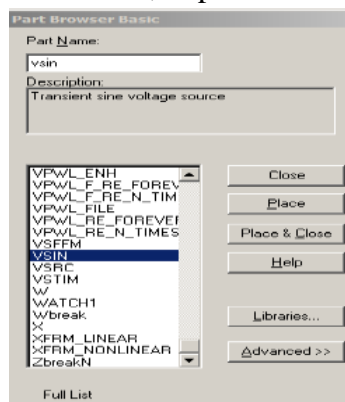 Part Browser Basic
Part Name:
vsin
Description:
Transient sine voltage source
VPWL_ENH
VPWL_F_RE_FOREV
VPWL_F_RE_N_TIM
VPWL_FILE
VPWL_RE_FOREVER
VPWL_RE_N_TIMES
VSFFM
VSIN
VSRC
VSTIM
W
WATCH1
Wbreak
X
XFRM_LINEAR
XFRM_NONLINEAR
ZbreakN
Close
Place
Place & Close
Help
Libraries...
Advanced >>
Full List